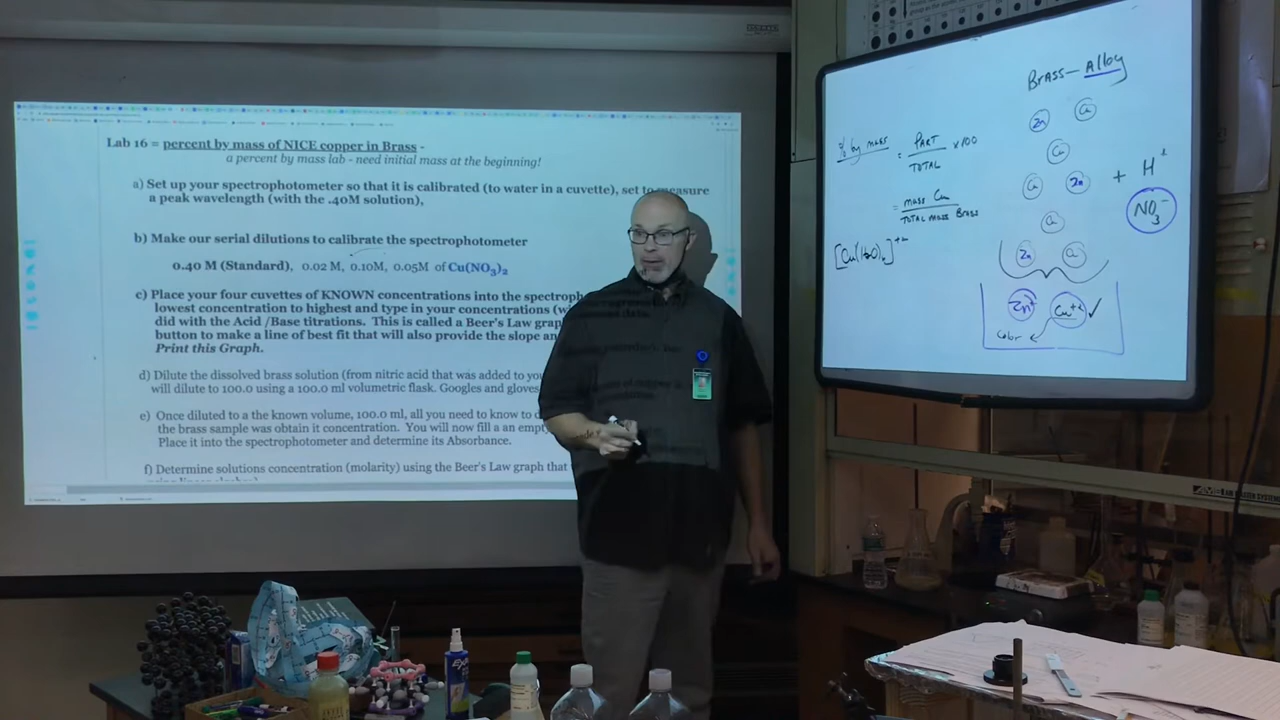 Lab 16 = percent by mass of NICE copper in Brass -
a percent by mass lab - need initial mass at the beginning!
a) Set up your spectrophotometer so that it is calibrated (to water in a cuvette), set to measure
a peak wavelength (with the .40M solution),
b) Make our serial dilutions to calibrate the spectrophotometer
0.40 M (Standard), 0.02 M, 0.10M, 0.05M of Cu(NO3)2
c) Place your four cuvettes of KNOWN concentrations into the
lowest concentration to highest and type in your concentrations
did with the Acid /Base titrations. This is called a Beer's Law
button to make a line of best fit that will also provide the slope
Print this Graph.
d) Dilute the dissolved brass solution (from nitric acid that was added to
will dilute to 100.0 using a 100.0 ml volumetric flask. Googles and
e) Once diluted to a the known volume, 100.0 ml, all you need to know to
the brass sample was obtain it concentration. You will now fill a an
Place it into the spectrophotometer and determine its Absorbance.
f) Determine solutions concentration (molarity) using the Beer's Law graph that
Brass - Alloy
% by mass = PART / TOTAL x100
= mass Cu / TOTAL mass Brass
[Cu(H2O)6]+2
Zn Cu
Cu
Cu Zn
Cu
Zn Cu
+ H+
NO3-
Zn+2 Cu+2 ✓
Color